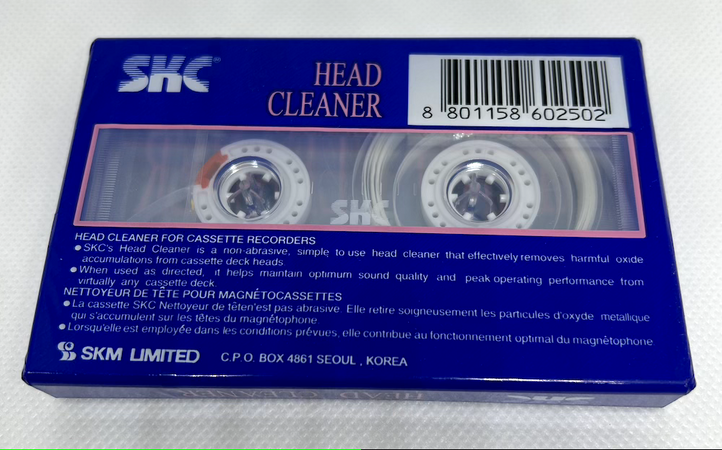 SKC
HEAD
CLEANER
8 801158 602502
SKC
HEAD CLEANER FOR CASSETTE RECORDERS
● SKC's Head Cleaner is a non-abrasive, simple to use head cleaner that effectively removes harmful oxide
accumulations from cassette deck heads.
● When used as directed, it helps maintain optimum sound quality and peak operating performance from
virtually any cassette deck.
NETTOYEUR DE TÊTE POUR MAGNÉTOCASSETTES
● La cassette SKC Nettoyeur de têten'est pas abrasive. Elle retire soigneusement les particules d'oxyde métallique
qui s'accumulent sur les têtes du magnétophone.
● Lorsqu'elle est employée dans les conditions prévues, elle contribue au fonctionnement optimal du magnétophone.
SKM LIMITED C.P.O. BOX 4861 SEOUL, KOREA
HEAD CLEANER
SKC